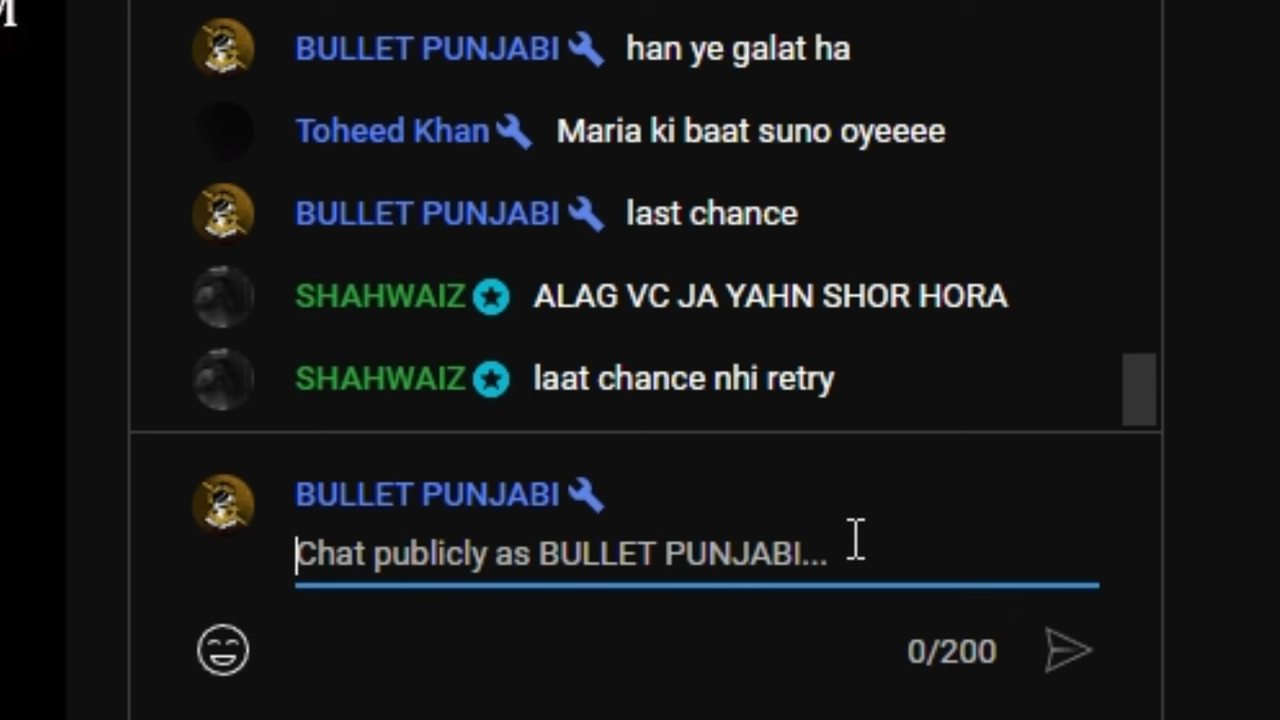 M
BULLET PUNJABI han ye galat ha
Toheed Khan Maria ki baat suno oyeeee
BULLET PUNJABI last chance
SHAHWAIZ ALAG VC JA YAHN SHOR HORA
SHAHWAIZ laat chance nhi retry
BULLET PUNJABI
Chat publicly as BULLET PUNJABI...
0/200